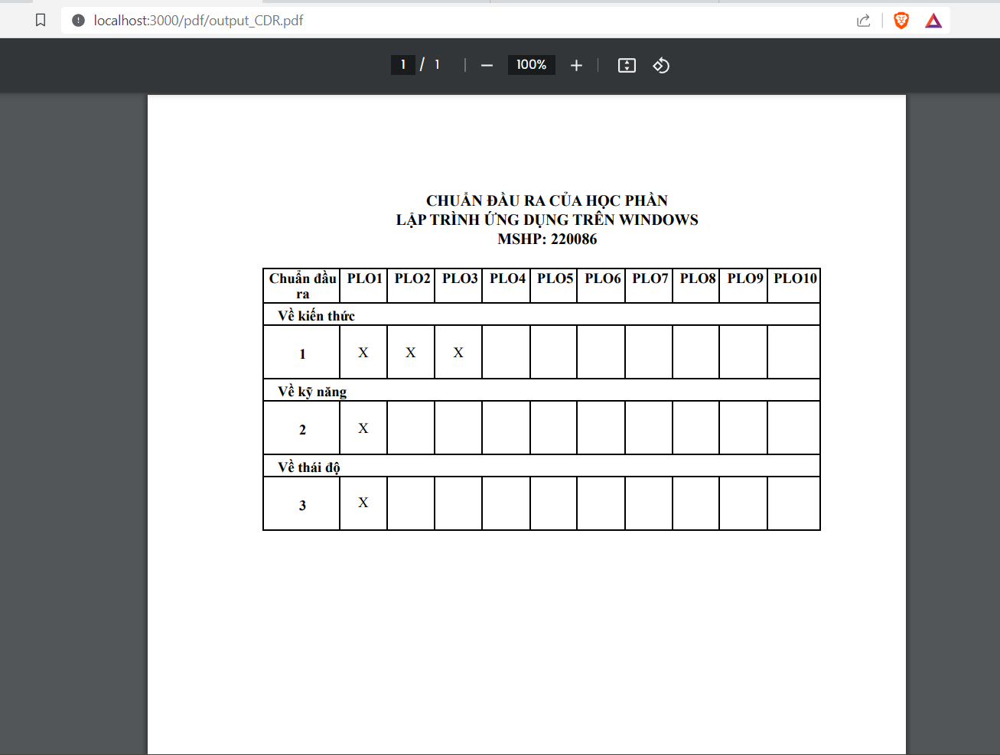 localhost:3000/pdf/output_CDR.pdf
1 / 1 100%
CHUẨN ĐẦU RA CỦA HỌC PHẦN
LẬP TRÌNH ỨNG DỤNG TRÊN WINDOWS
MSHP: 220086
Chuẩn đầu ra PLO1 PLO2 PLO3 PLO4 PLO5 PLO6 PLO7 PLO8 PLO9 PLO10
Về kiến thức
1 X X X
Về kỹ năng
2 X
Về thái độ
3 X